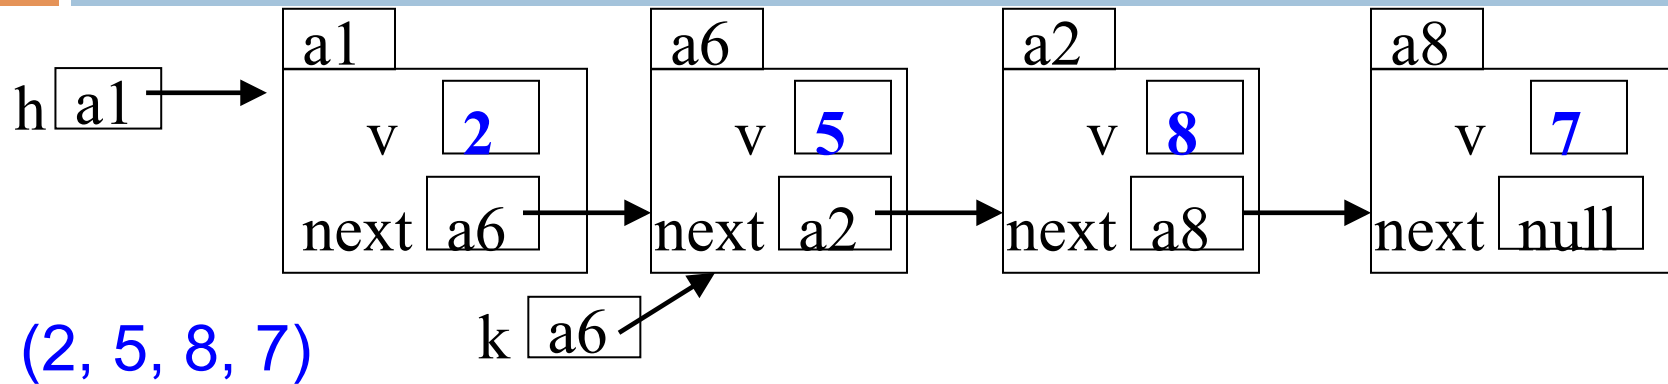 a1 a6 a2 a8
h a1
v 2 v 5 v 8 v 7
next a6 next a2 next a8 next null
k a6
(2, 5, 8, 7)